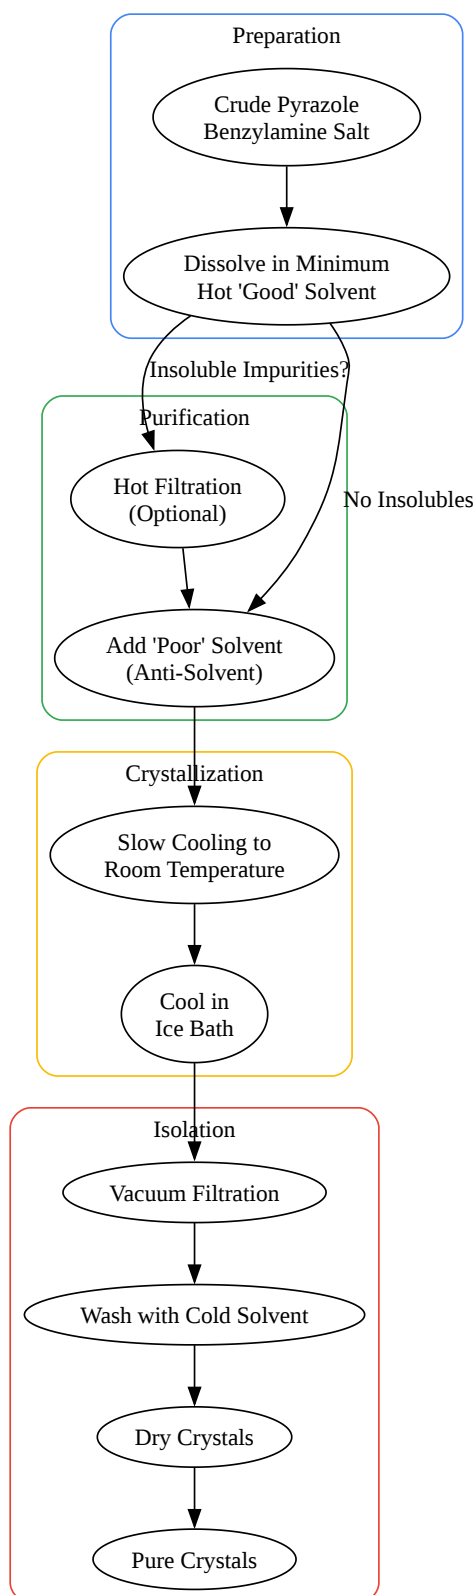 Preparation
Crude Pyrazole
Benzylamine Salt
Dissolve in Minimum
Hot 'Good' Solvent
Insoluble Impurities?
Purification
Hot Filtration
(Optional)
No Insolubles
Add 'Poor' Solvent
(Anti-Solvent)
Crystallization
Slow Cooling to
Room Temperature
Cool in
Ice Bath
Isolation
Vacuum Filtration
Wash with Cold Solvent
Dry Crystals
Pure Crystals